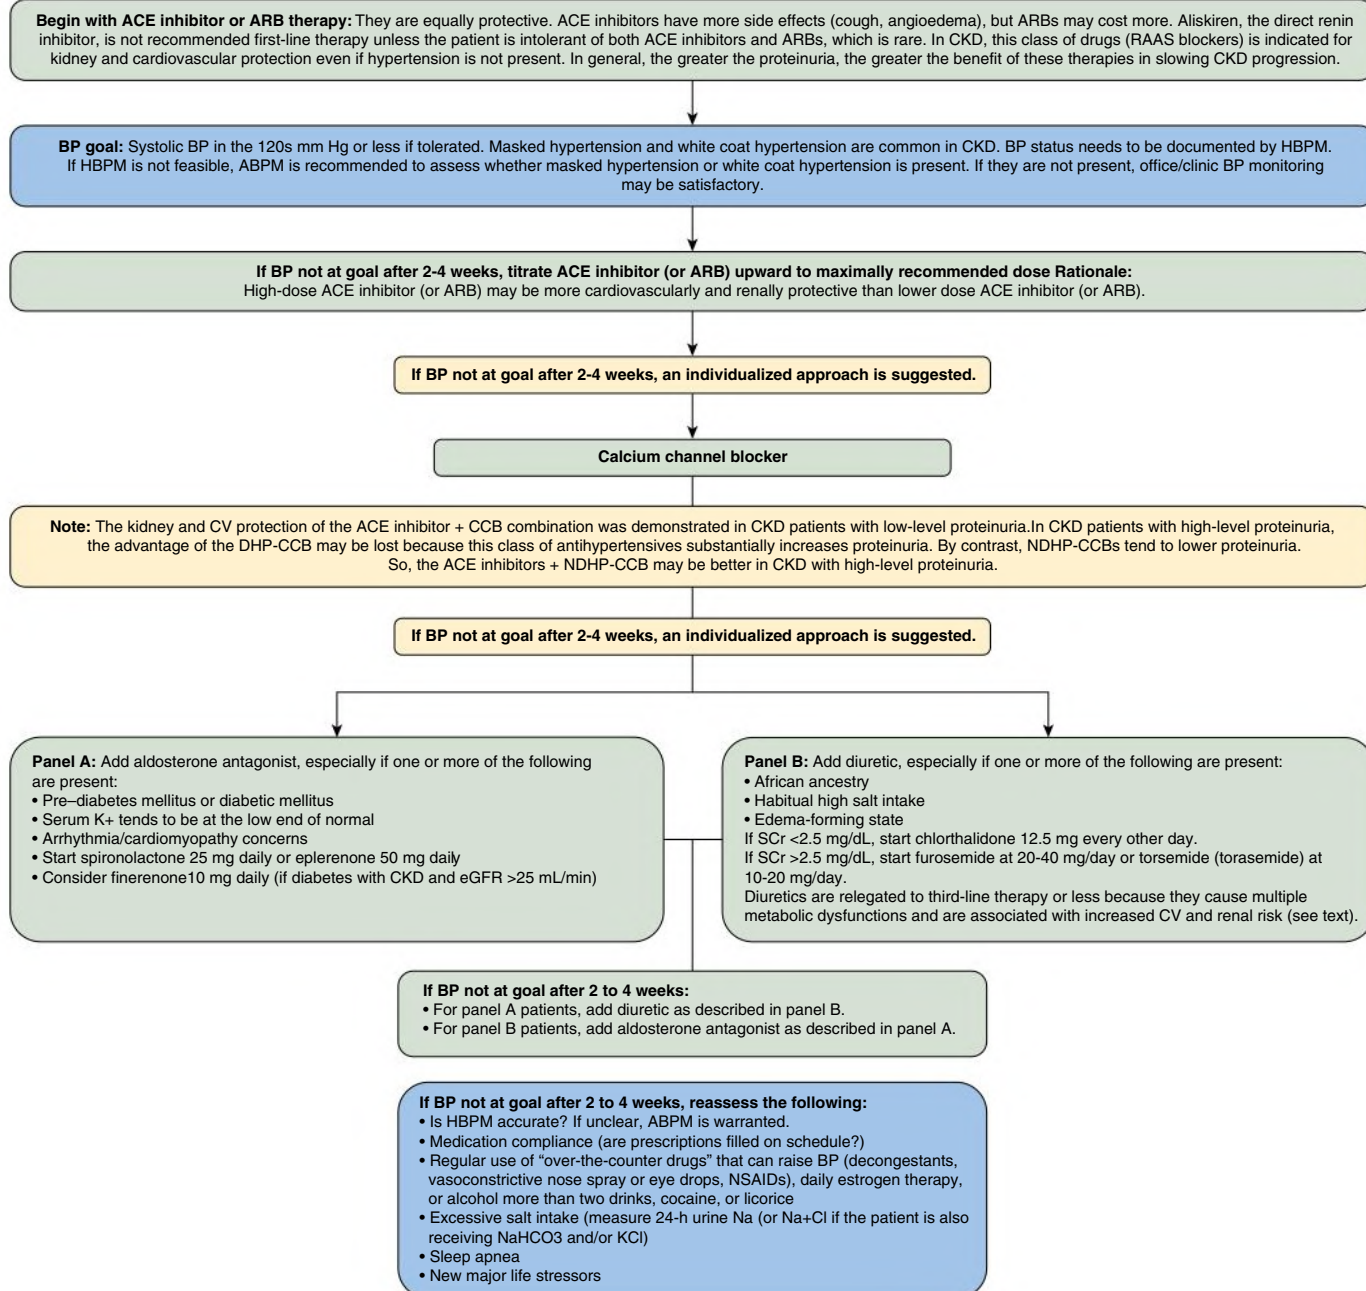 Begin with ACE inhibitor or ARB therapy: They are equally protective. ACE inhibitors have more side effects (cough, angioedema), but ARBs may cost more. Aliskiren, the direct renin
inhibitor, is not recommended first-line therapy unless the patient is intolerant of both ACE inhibitors and ARBs, which is rare. In CKD, this class of drugs (RAAS blockers) is indicated for
kidney and cardiovascular protection even if hypertension is not present. In general, the greater the proteinuria, the greater the benefit of these therapies in slowing CKD progression.
BP goal: Systolic BP in the 120s mm Hg or less if tolerated. Masked hypertension and white coat hypertension are common in CKD. BP status needs to be documented by HBPM.
If HBPM is not feasible, ABPM is recommended to assess whether masked hypertension or white coat hypertension is present. If they are not present, office/clinic BP monitoring
may be satisfactory.
If BP not at goal after 2-4 weeks, titrate ACE inhibitor (or ARB) upward to maximally recommended dose Rationale:
High-dose ACE inhibitor (or ARB) may be more cardiovascularly and renally protective than lower dose ACE inhibitor (or ARB).
If BP not at goal after 2-4 weeks, an individualized approach is suggested.
Calcium channel blocker
Note: The kidney and CV protection of the ACE inhibitor + CCB combination was demonstrated in CKD patients with low-level proteinuria.In CKD patients with high-level proteinuria,
the advantage of the DHP-CCB may be lost because this class of antihypertensives substantially increases proteinuria. By contrast, NDHP-CCBs tend to lower proteinuria.
So, the ACE inhibitors + NDHP-CCB may be better in CKD with high-level proteinuria.
If BP not at goal after 2-4 weeks, an individualized approach is suggested.
Panel A: Add aldosterone antagonist, especially if one or more of the following
are present:
• Pre–diabetes mellitus or diabetic mellitus
• Serum K+ tends to be at the low end of normal
• Arrhythmia/cardiomyopathy concerns
• Start spironolactone 25 mg daily or eplerenone 50 mg daily
• Consider finerenone10 mg daily (if diabetes with CKD and eGFR >25 mL/min)
Panel B: Add diuretic, especially if one or more of the following are present:
• African ancestry
• Habitual high salt intake
• Edema-forming state
If SCr <2.5 mg/dL, start chlorthalidone 12.5 mg every other day.
If SCr >2.5 mg/dL, start furosemide at 20-40 mg/day or torsemide (torasemide) at
10-20 mg/day.
Diuretics are relegated to third-line therapy or less because they cause multiple
metabolic dysfunctions and are associated with increased CV and renal risk (see text).
If BP not at goal after 2 to 4 weeks:
• For panel A patients, add diuretic as described in panel B.
• For panel B patients, add aldosterone antagonist as described in panel A.
If BP not at goal after 2 to 4 weeks, reassess the following:
• Is HBPM accurate? If unclear, ABPM is warranted.
• Medication compliance (are prescriptions filled on schedule?)
• Regular use of “over-the-counter drugs” that can raise BP (decongestants,
vasoconstrictive nose spray or eye drops, NSAIDs), daily estrogen therapy,
or alcohol more than two drinks, cocaine, or licorice
• Excessive salt intake (measure 24-h urine Na (or Na+Cl if the patient is also
receiving NaHCO3 and/or KCl)
• Sleep apnea
• New major life stressors